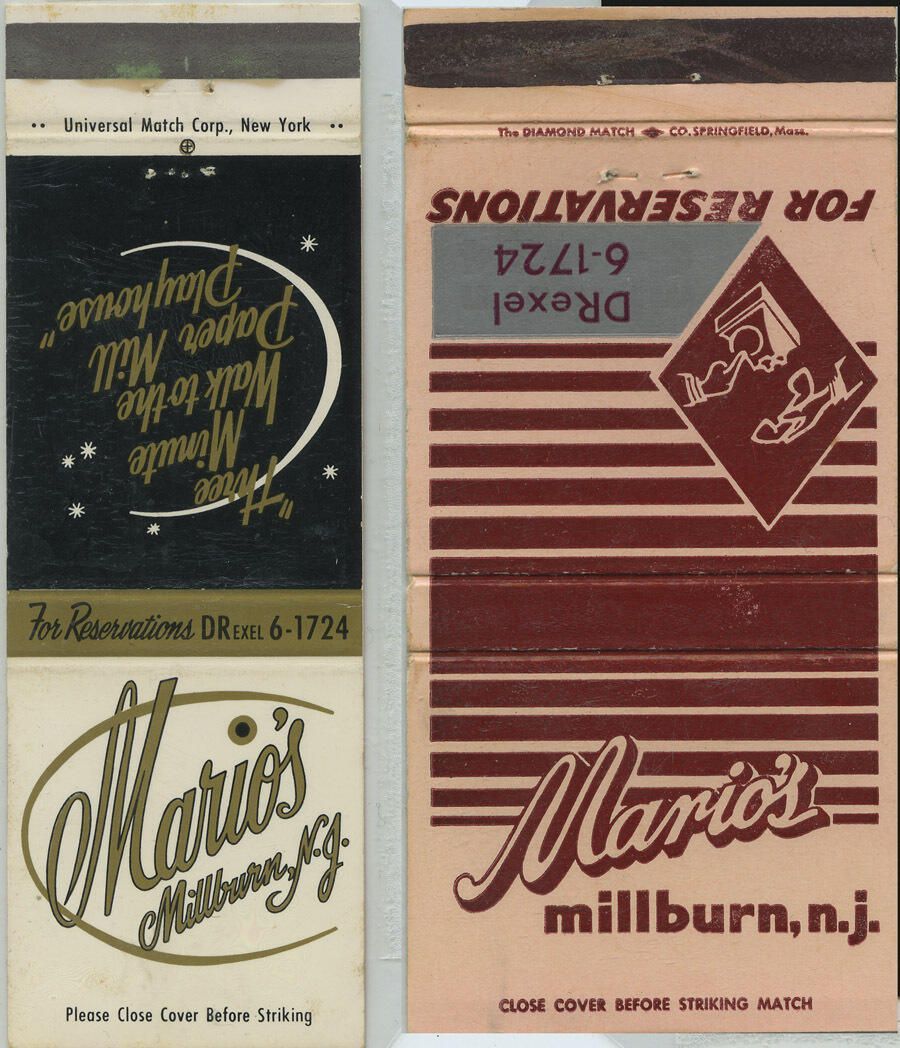 •• Universal Match Corp., New York ••
"Three
Minute
Walk to the
Paper Mill
Playhouse"
For Reservations DREXEL 6-1724
Mario's
Millburn, N.J.
Please Close Cover Before Striking
The DIAMOND MATCH CO. SPRINGFIELD, Mass.
FOR RESERVATIONS
DRexel
6-1724
Mario's
millburn, n.j.
CLOSE COVER BEFORE STRIKING MATCH